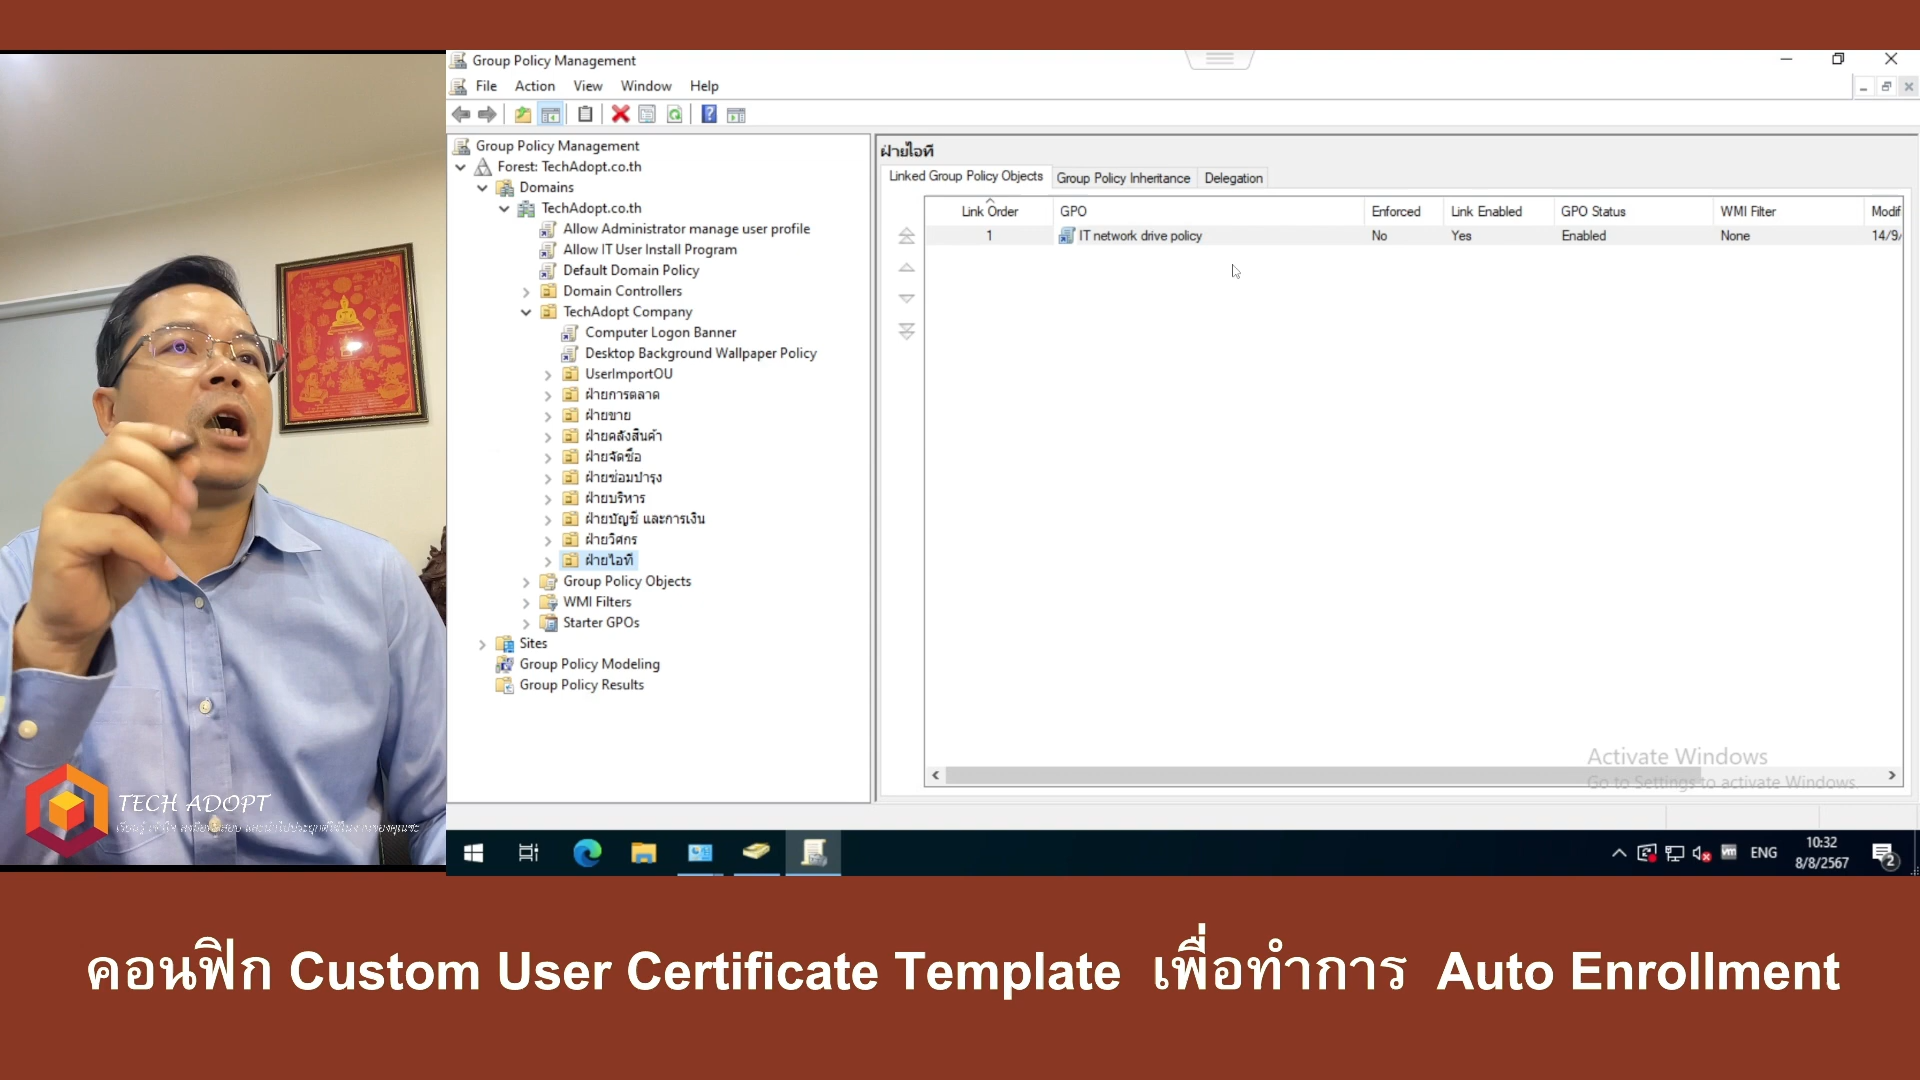 Group Policy Management
File Action View Window Help
Group Policy Management
Forest: TechAdopt.co.th
Domains
TechAdopt.co.th
Allow Administrator manage user profile
Allow IT User Install Program
Default Domain Policy
Domain Controllers
TechAdopt Company
Computer Logon Banner
Desktop Background Wallpaper Policy
UserImportOU
ฝ่ายการตลาด
ฝ่ายขาย
ฝ่ายคลังสินค้า
ฝ่ายจัดซื้อ
ฝ่ายซ่อมบำรุง
ฝ่ายบริหาร
ฝ่ายบัญชี และการเงิน
ฝ่ายวิศกร
ฝ่ายไอที
Group Policy Objects
WMI Filters
Starter GPOs
Sites
Group Policy Modeling
Group Policy Results
ฝ่ายไอที
Linked Group Policy Objects Group Policy Inheritance Delegation
Link Order GPO Enforced Link Enabled GPO Status WMI Filter Modif
1 IT network drive policy No Yes Enabled None 14/9/
Activate Windows
Go to Settings to activate Windows.
TECH ADOPT
ENG
10:32
8/8/2567
2
คอนฟิก Custom User Certificate Template เพื่อทำการ Auto Enrollment